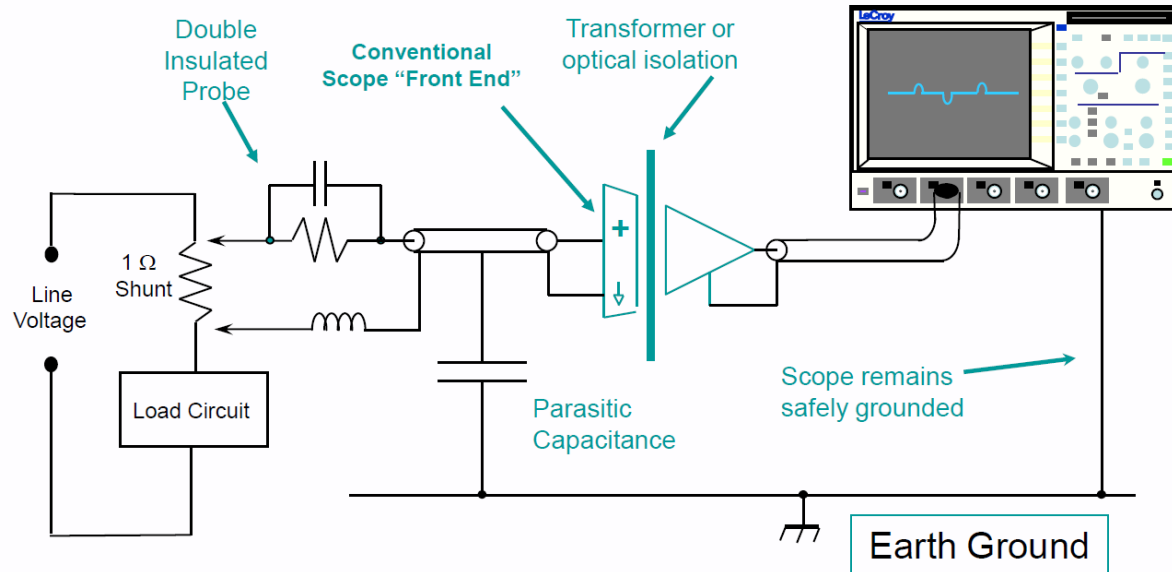 Double
Insulated
Probe
Conventional
Scope “Front End”
Transformer or
optical isolation
LeCroy
1 Ω
Shunt
Line
Voltage
+
Load Circuit
Parasitic
Capacitance
Scope remains
safely grounded
Earth Ground